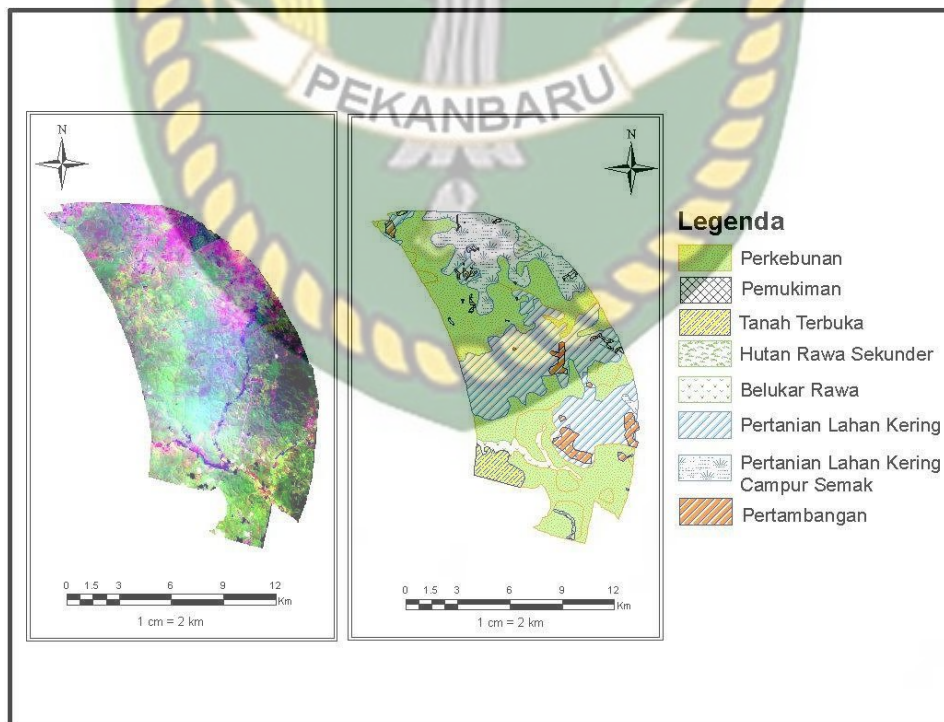 PEKANBARU
N
N
Legenda
Perkebunan
Pemukiman
Tanah Terbuka
Hutan Rawa Sekunder
Belukar Rawa
Pertanian Lahan Kering
Pertanian Lahan Kering
Campur Semak
Pertambangan
0 1.5 3 6 9 12
Km
1 cm = 2 km
0 1.5 3 6 9 12
Km
1 cm = 2 km